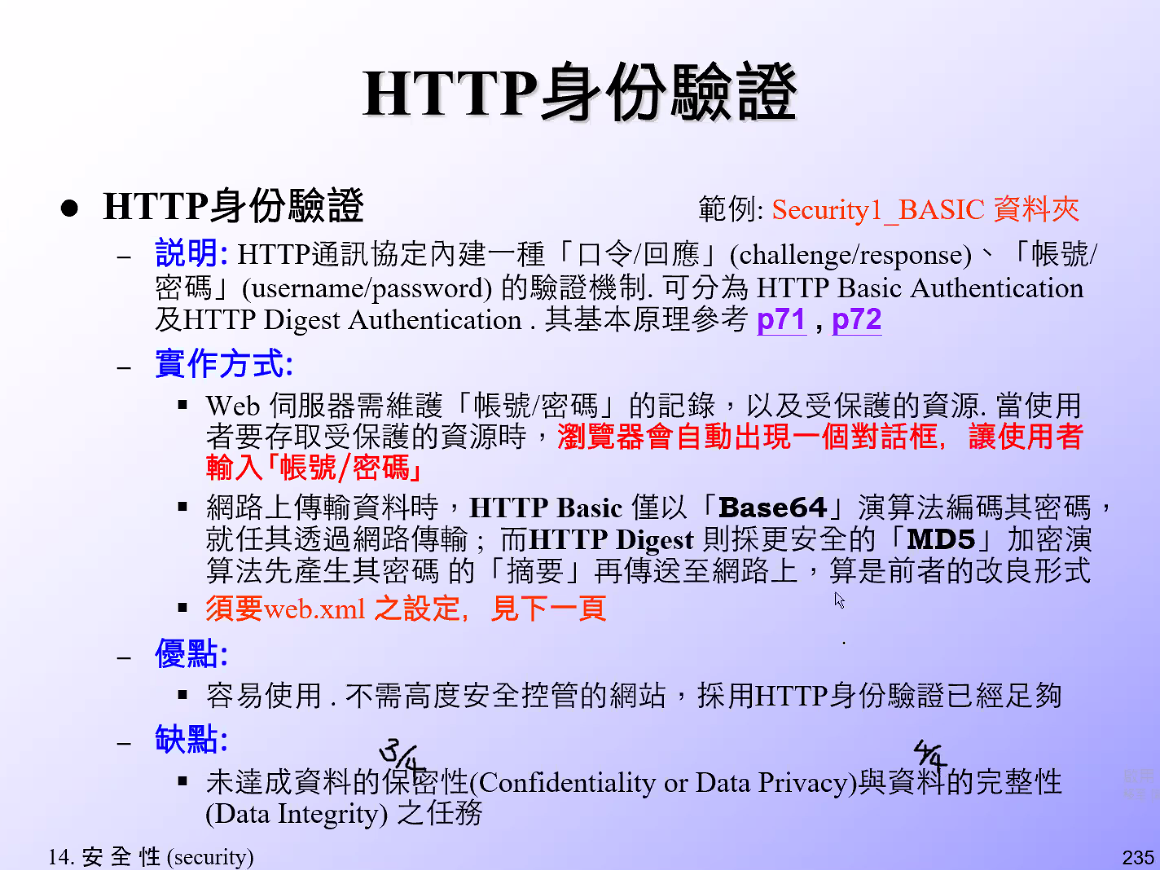 HTTP身份驗證
● HTTP身份驗證 範例: Security1_BASIC 資料夾
– 説明: HTTP通訊協定內建一種「口令/回應」(challenge/response)、「帳號/
密碼」(username/password) 的驗證機制. 可分為 HTTP Basic Authentication
及HTTP Digest Authentication . 其基本原理參考 p71 , p72
– 實作方式:
▪ Web 伺服器需維護「帳號/密碼」的記錄，以及受保護的資源. 當使用
者要存取受保護的資源時，瀏覽器會自動出現一個對話框, 讓使用者
輸入「帳號/密碼」
▪ 網路上傳輸資料時，HTTP Basic 僅以「Base64」演算法編碼其密碼，
就任其透過網路傳輸 ; 而HTTP Digest 則採更安全的「MD5」加密演
算法先產生其密碼 的「摘要」再傳送至網路上，算是前者的改良形式
▪ 須要web.xml 之設定, 見下一頁
– 優點:
▪ 容易使用 . 不需高度安全控管的網站，採用HTTP身份驗證已經足夠
– 缺點:
3/4 4/4
▪ 未達成資料的保密性(Confidentiality or Data Privacy)與資料的完整性
(Data Integrity) 之任務
14. 安 全 性 (security) 235